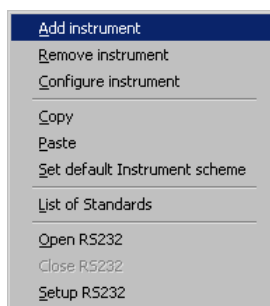 Add instrument
Remove instrument
Configure instrument
Copy
Paste
Set default Instrument scheme
List of Standards
Open RS232
Close RS232
Setup RS232